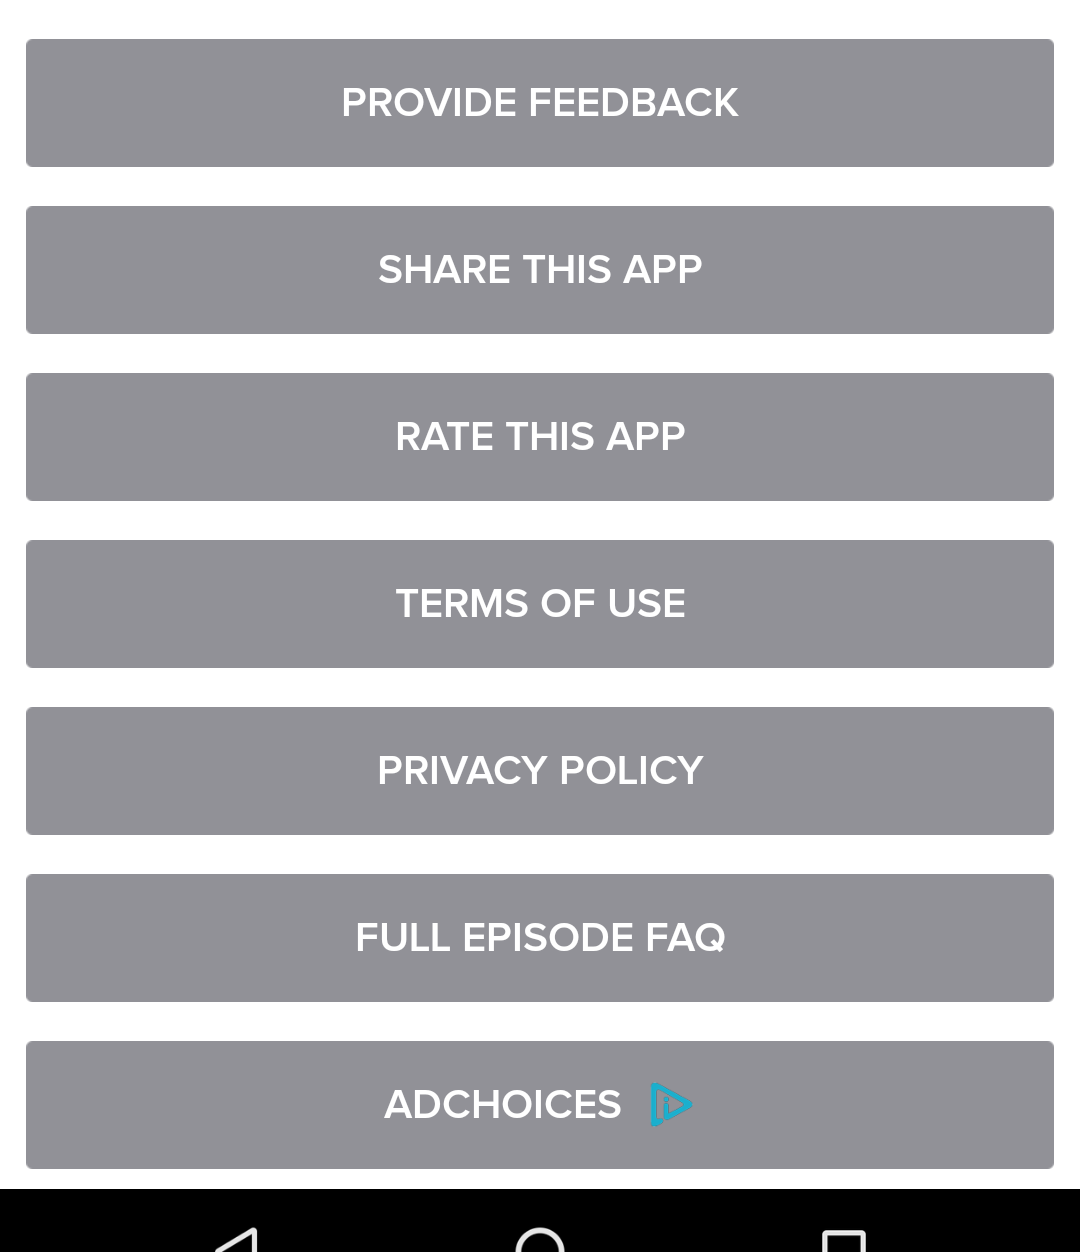 PROVIDE FEEDBACK
SHARE THIS APP
RATE THIS APP
TERMS OF USE
PRIVACY POLICY
FULL EPISODE FAQ
ADCHOICES